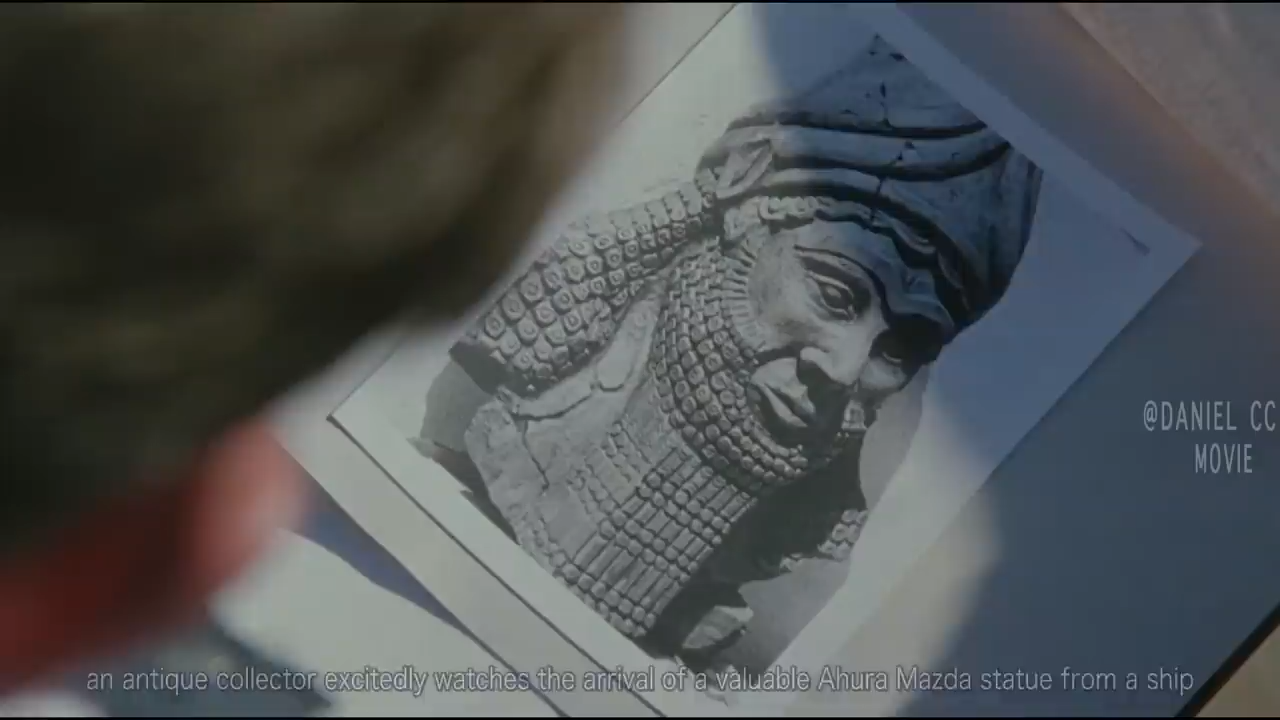 @DANIEL CC
MOVIE
an antique collector excitedly watches the arrival of a valuable Ahura Mazda statue from a ship